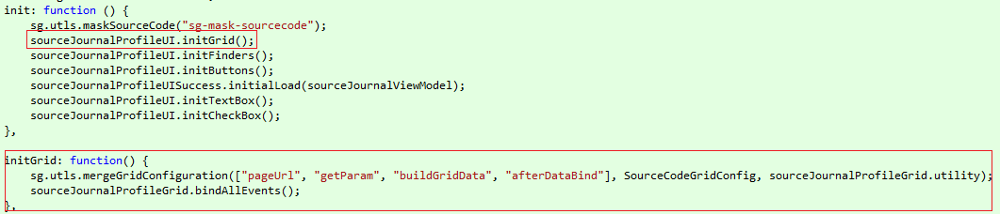 init: function () {
    sg.utls.maskSourceCode("sg-mask-sourcecode");
    sourceJournalProfileUI.initGrid();
    sourceJournalProfileUI.initFinders();
    sourceJournalProfileUI.initButtons();
    sourceJournalProfileUISuccess.initialLoad(sourceJournalViewModel);
    sourceJournalProfileUI.initTextBox();
    sourceJournalProfileUI.initCheckBox();
},
initGrid: function() {
    sg.utls.mergeGridConfiguration(["pageUrl", "getParam", "buildGridData", "afterDataBind"], SourceCodeGridConfig, sourceJournalProfileGrid.utility);
    sourceJournalProfileGrid.bindAllEvents();
},